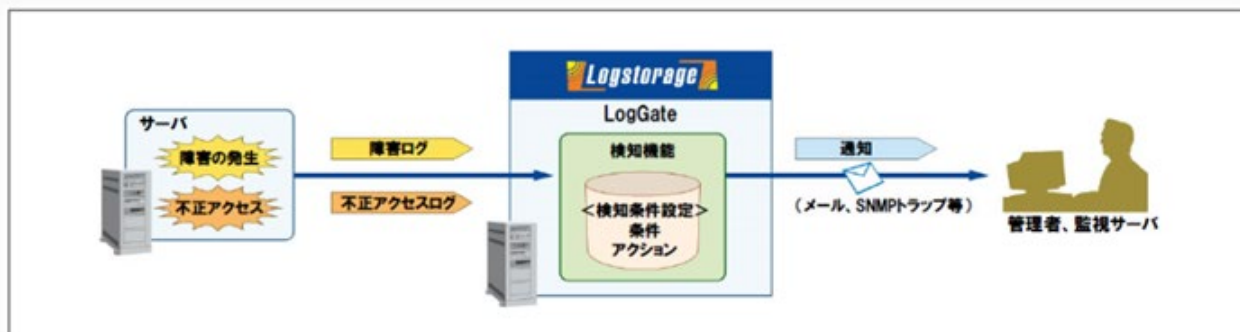 サーバ
障害の発生
不正アクセス
障害ログ
不正アクセスログ
Logstorage
LogGate
検知機能
＜検知条件設定＞
条件
アクション
通知
（メール、SNMPトラップ等）
管理者、監視サーバ